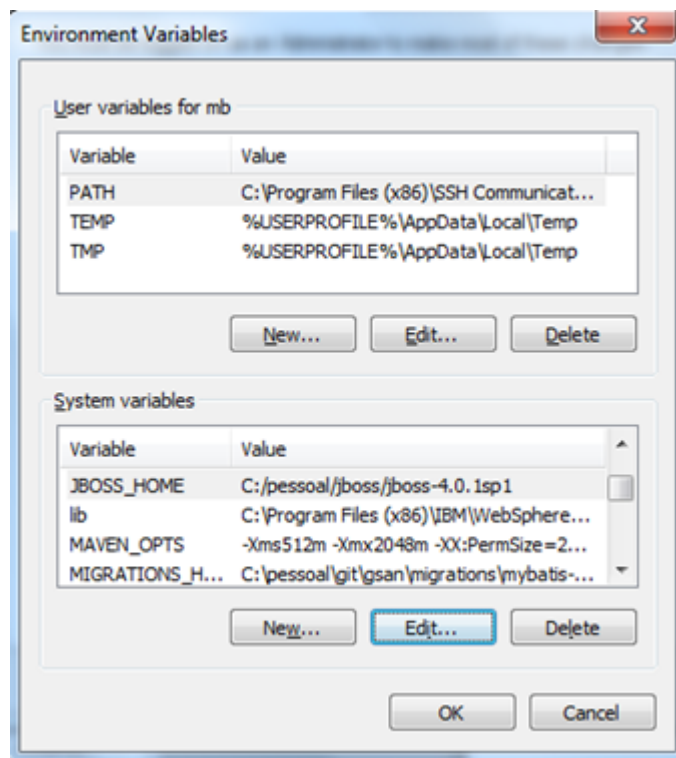 Environment Variables
User variables for mb
Variable Value
PATH C:\Program Files (x86)\SSH Communicat...
TEMP %USERPROFILE%\AppData\Local\Temp
TMP %USERPROFILE%\AppData\Local\Temp
New... Edit... Delete
System variables
Variable Value
JBOSS_HOME C:/pessoal/jboss/jboss-4.0.1sp1
lib C:\Program Files (x86)\IBM\WebSphere...
MAVEN_OPTS -Xms512m -Xmx2048m -XX:PermSize=2...
MIGRATIONS_H... C:\pessoal\git\gsan\migrations\mybatis-...
New... Edit... Delete
OK Cancel